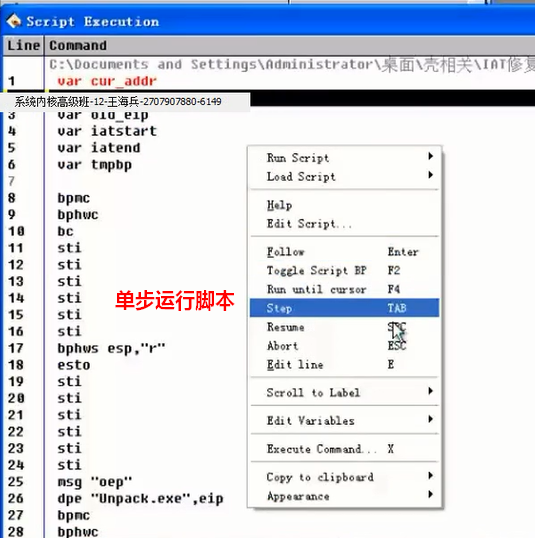 Script Execution
Line Command
C:\Documents and Settings\Administrator\桌面\壳相关\IAT修复
1 var cur_addr
系统内核高级班-12-王海兵-2707907880-6149
3 var old_eip
4 var iatstart
5 var iatend
6 var tmpbp
7
8 bpmc
9 bphwc
10 bc
11 sti
12 sti
13 sti
14 sti
15 sti
16 sti
17 bphws esp,"r"
18 esto
19 sti
20 sti
21 sti
22 sti
23 sti
24 sti
25 msg "oep"
26 dpe "Unpack.exe",eip
27 bpmc
28 bphwc
单步运行脚本
Run Script
Load Script
Help
Edit Script...
Follow Enter
Toggle Script BP F2
Run until cursor F4
Step TAB
Resume
Abort ESC
Edit line E
Scroll to Label
Edit Variables
Execute Command... X
Copy to clipboard
Appearance